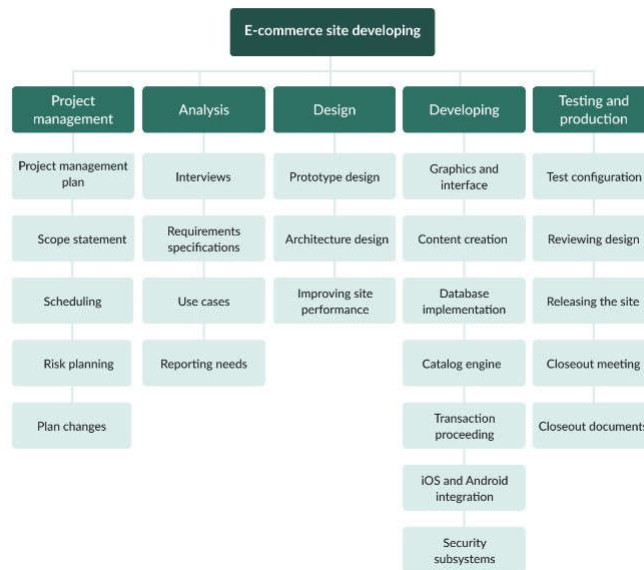 E-commerce site developing
Project
management
Analysis
Design
Developing
Testing and
production
Project management
plan
Interviews
Prototype design
Graphics and
interface
Test configuration
Scope statement
Requirements
specifications
Architecture design
Content creation
Reviewing design
Scheduling
Use cases
Improving site
performance
Database
implementation
Releasing the site
Risk planning
Reporting needs
Catalog engine
Closeout meeting
Plan changes
Transaction
proceeding
Closeout documents
iOS and Android
integration
Security
subsystems